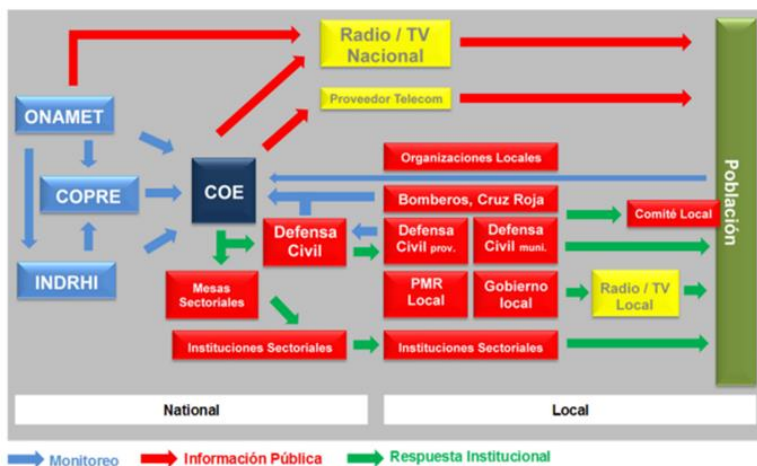 Radio / TV
Nacional
ONAMET
Proveedor Telecom
Organizaciones Locales
COPRE
COE
Bomberos, Cruz Roja
Población
Defensa
Civil
Defensa
Civil prov.
Defensa
Civil muni.
Comité Local
INDRHI
Mesas
Sectoriales
PMR
Local
Gobierno
local
Radio / TV
Local
Instituciones Sectoriales
Instituciones Sectoriales
National
Local
Monitoreo
Información Pública
Respuesta Institucional